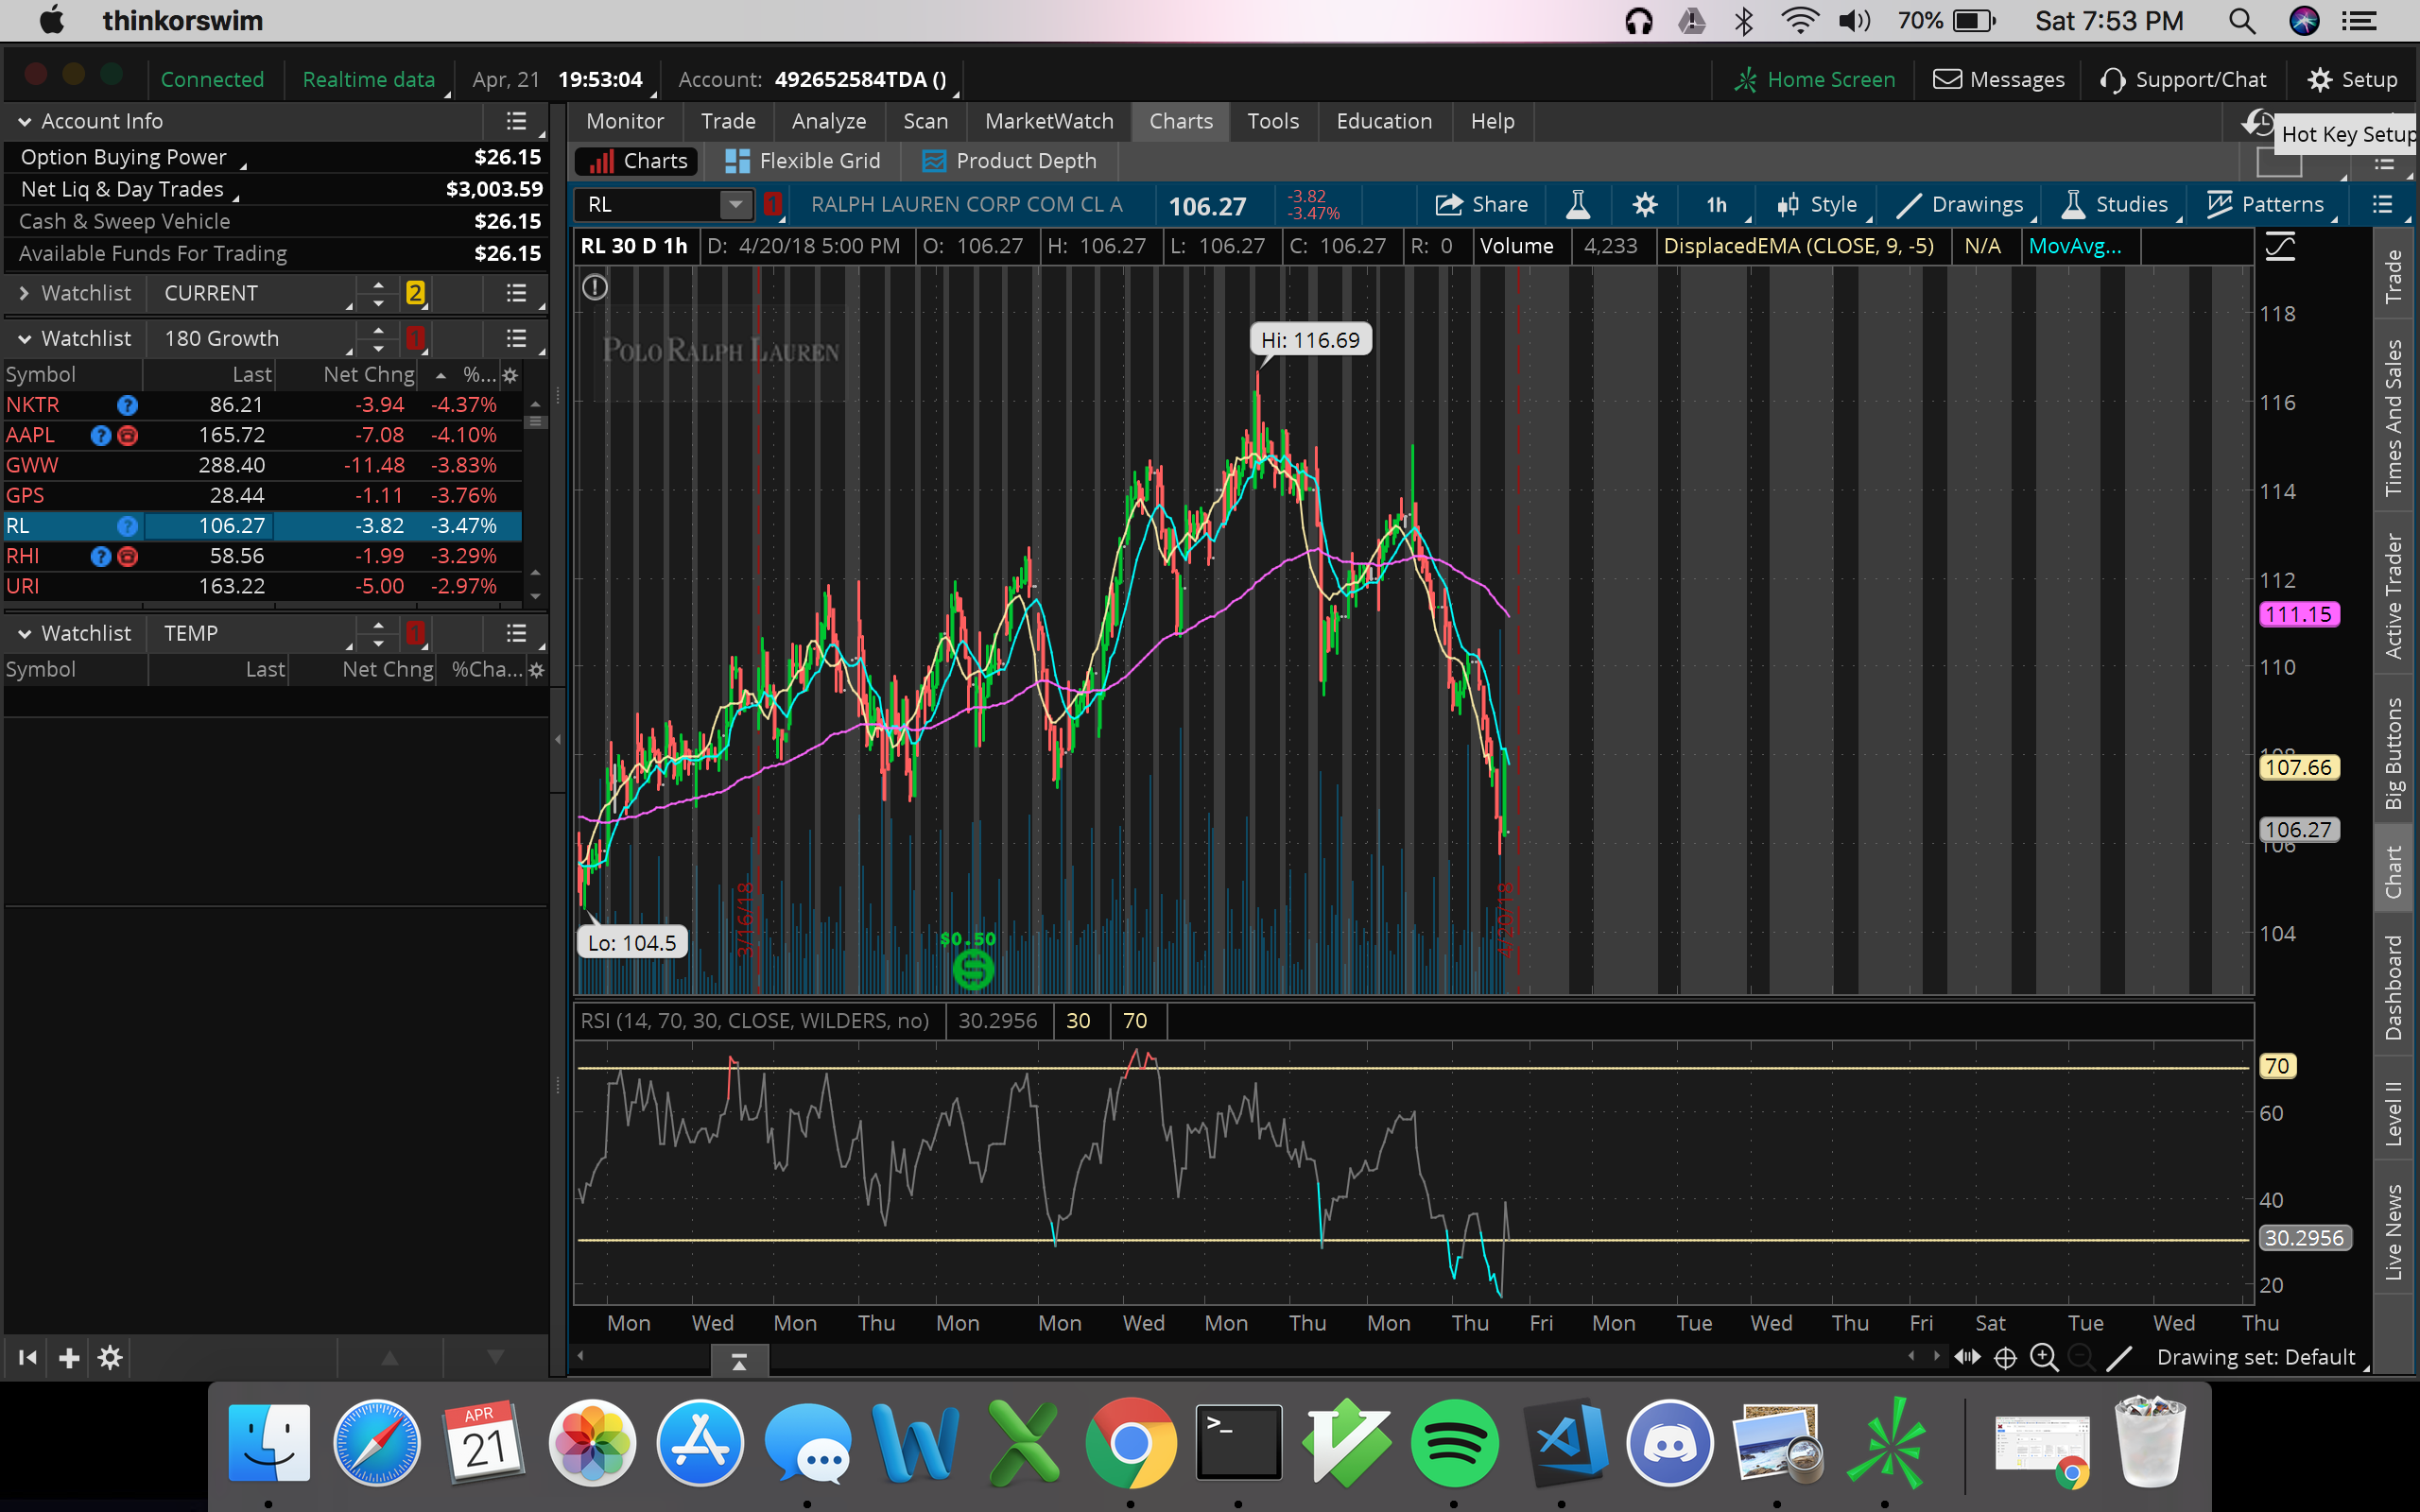 thinkorswim
70% Sat 7:53 PM
Connected Realtime data Apr, 21 19:53:04 Account: 492652584TDA () Home Screen Messages Support/Chat Setup
Account Info
Option Buying Power $26.15
Net Liq & Day Trades $3,003.59
Cash & Sweep Vehicle $26.15
Available Funds For Trading $26.15
Watchlist CURRENT 2
Watchlist 180 Growth 1
Symbol Last Net Chng %...
NKTR ? 86.21 -3.94 -4.37%
AAPL ? 165.72 -7.08 -4.10%
GWW 288.40 -11.48 -3.83%
GPS 28.44 -1.11 -3.76%
RL ? 106.27 -3.82 -3.47%
RHI ? 58.56 -1.99 -3.29%
URI 163.22 -5.00 -2.97%
Watchlist TEMP 1
Symbol Last Net Chng %Cha...
Monitor Trade Analyze Scan MarketWatch Charts Tools Education Help
Hot Key Setup
Charts Flexible Grid Product Depth
RL 1 RALPH LAUREN CORP COM CL A 106.27 -3.82 -3.47% Share 1h Style Drawings Studies Patterns
RL 30 D 1h D: 4/20/18 5:00 PM O: 106.27 H: 106.27 L: 106.27 C: 106.27 R: 0 Volume 4,233 DisplacedEMA (CLOSE, 9, -5) N/A MovAvg...
POLO RALPH LAUREN
Hi: 116.69
Lo: 104.5
3/16/18
$0.50
4/20/18
118
116
114
112
111.15
110
108
107.66
106.27
106
104
RSI (14, 70, 30, CLOSE, WILDERS, no) 30.2956 30 70
70
60
40
30.2956
20
Mon Wed Mon Thu Mon Mon Wed Mon Thu Mon Thu Fri Mon Tue Wed Thu Fri Sat Tue Wed Thu
Drawing set: Default
Trade
Times And Sales
Active Trader
Big Buttons
Chart
Dashboard
Level II
Live News
APR
21
>_